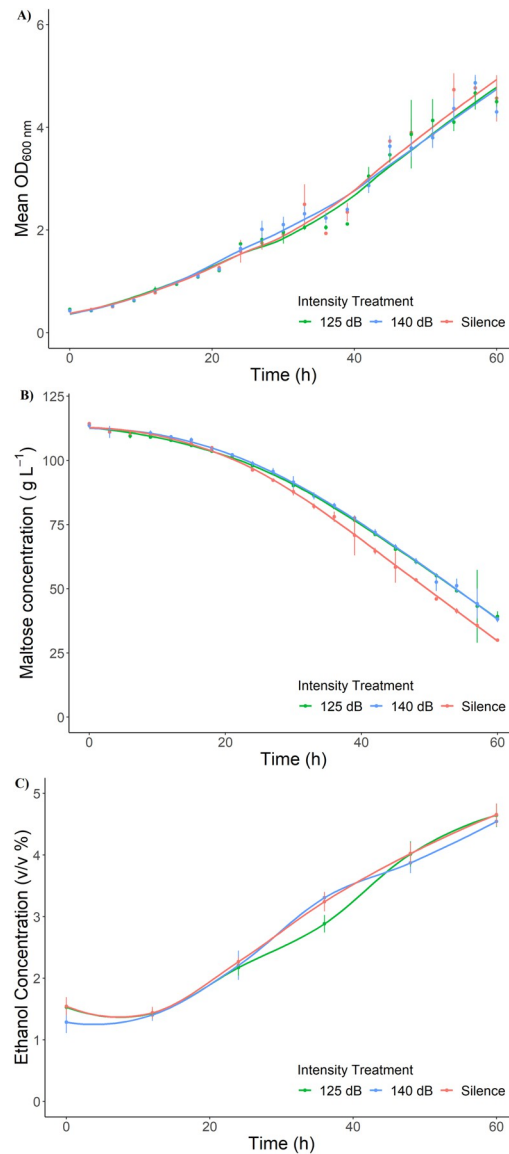 A)
6
4
2
0
Mean OD600 nm
Intensity Treatment
125 dB 140 dB Silence
0 20 40 60
Time (h)
B)
125
100
75
50
25
0
Maltose concentration ( g L−1)
Intensity Treatment
125 dB 140 dB Silence
0 20 40 60
Time (h)
C)
5
4
3
2
1
0
Ethanol Concentration (v/v %)
Intensity Treatment
125 dB 140 dB Silence
0 20 40 60
Time (h)